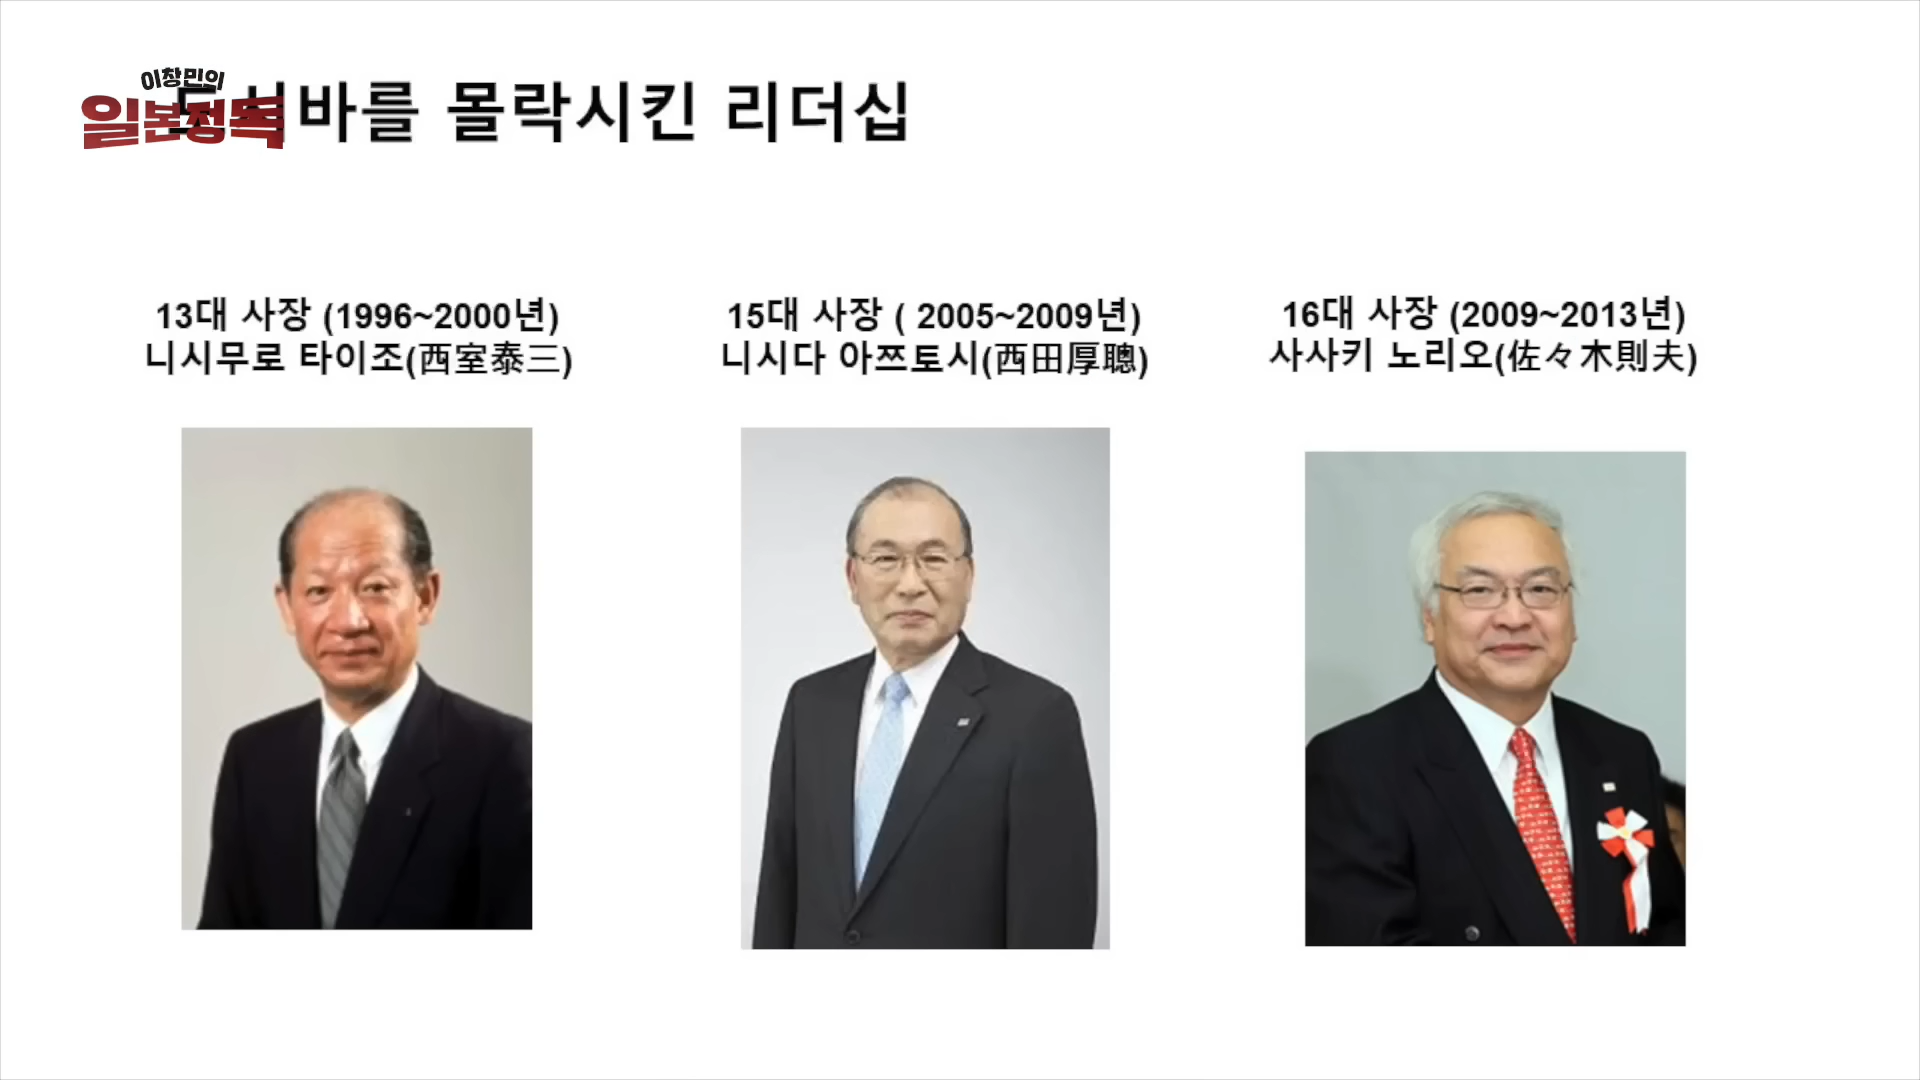 이창민의
일본정독
바를 몰락시킨 리더십
13대 사장 (1996~2000년)
니시무로 타이조(西室泰三)
15대 사장 ( 2005~2009년)
니시다 아쯔토시(西田厚聰)
16대 사장 (2009~2013년)
사사키 노리오(佐々木則夫)